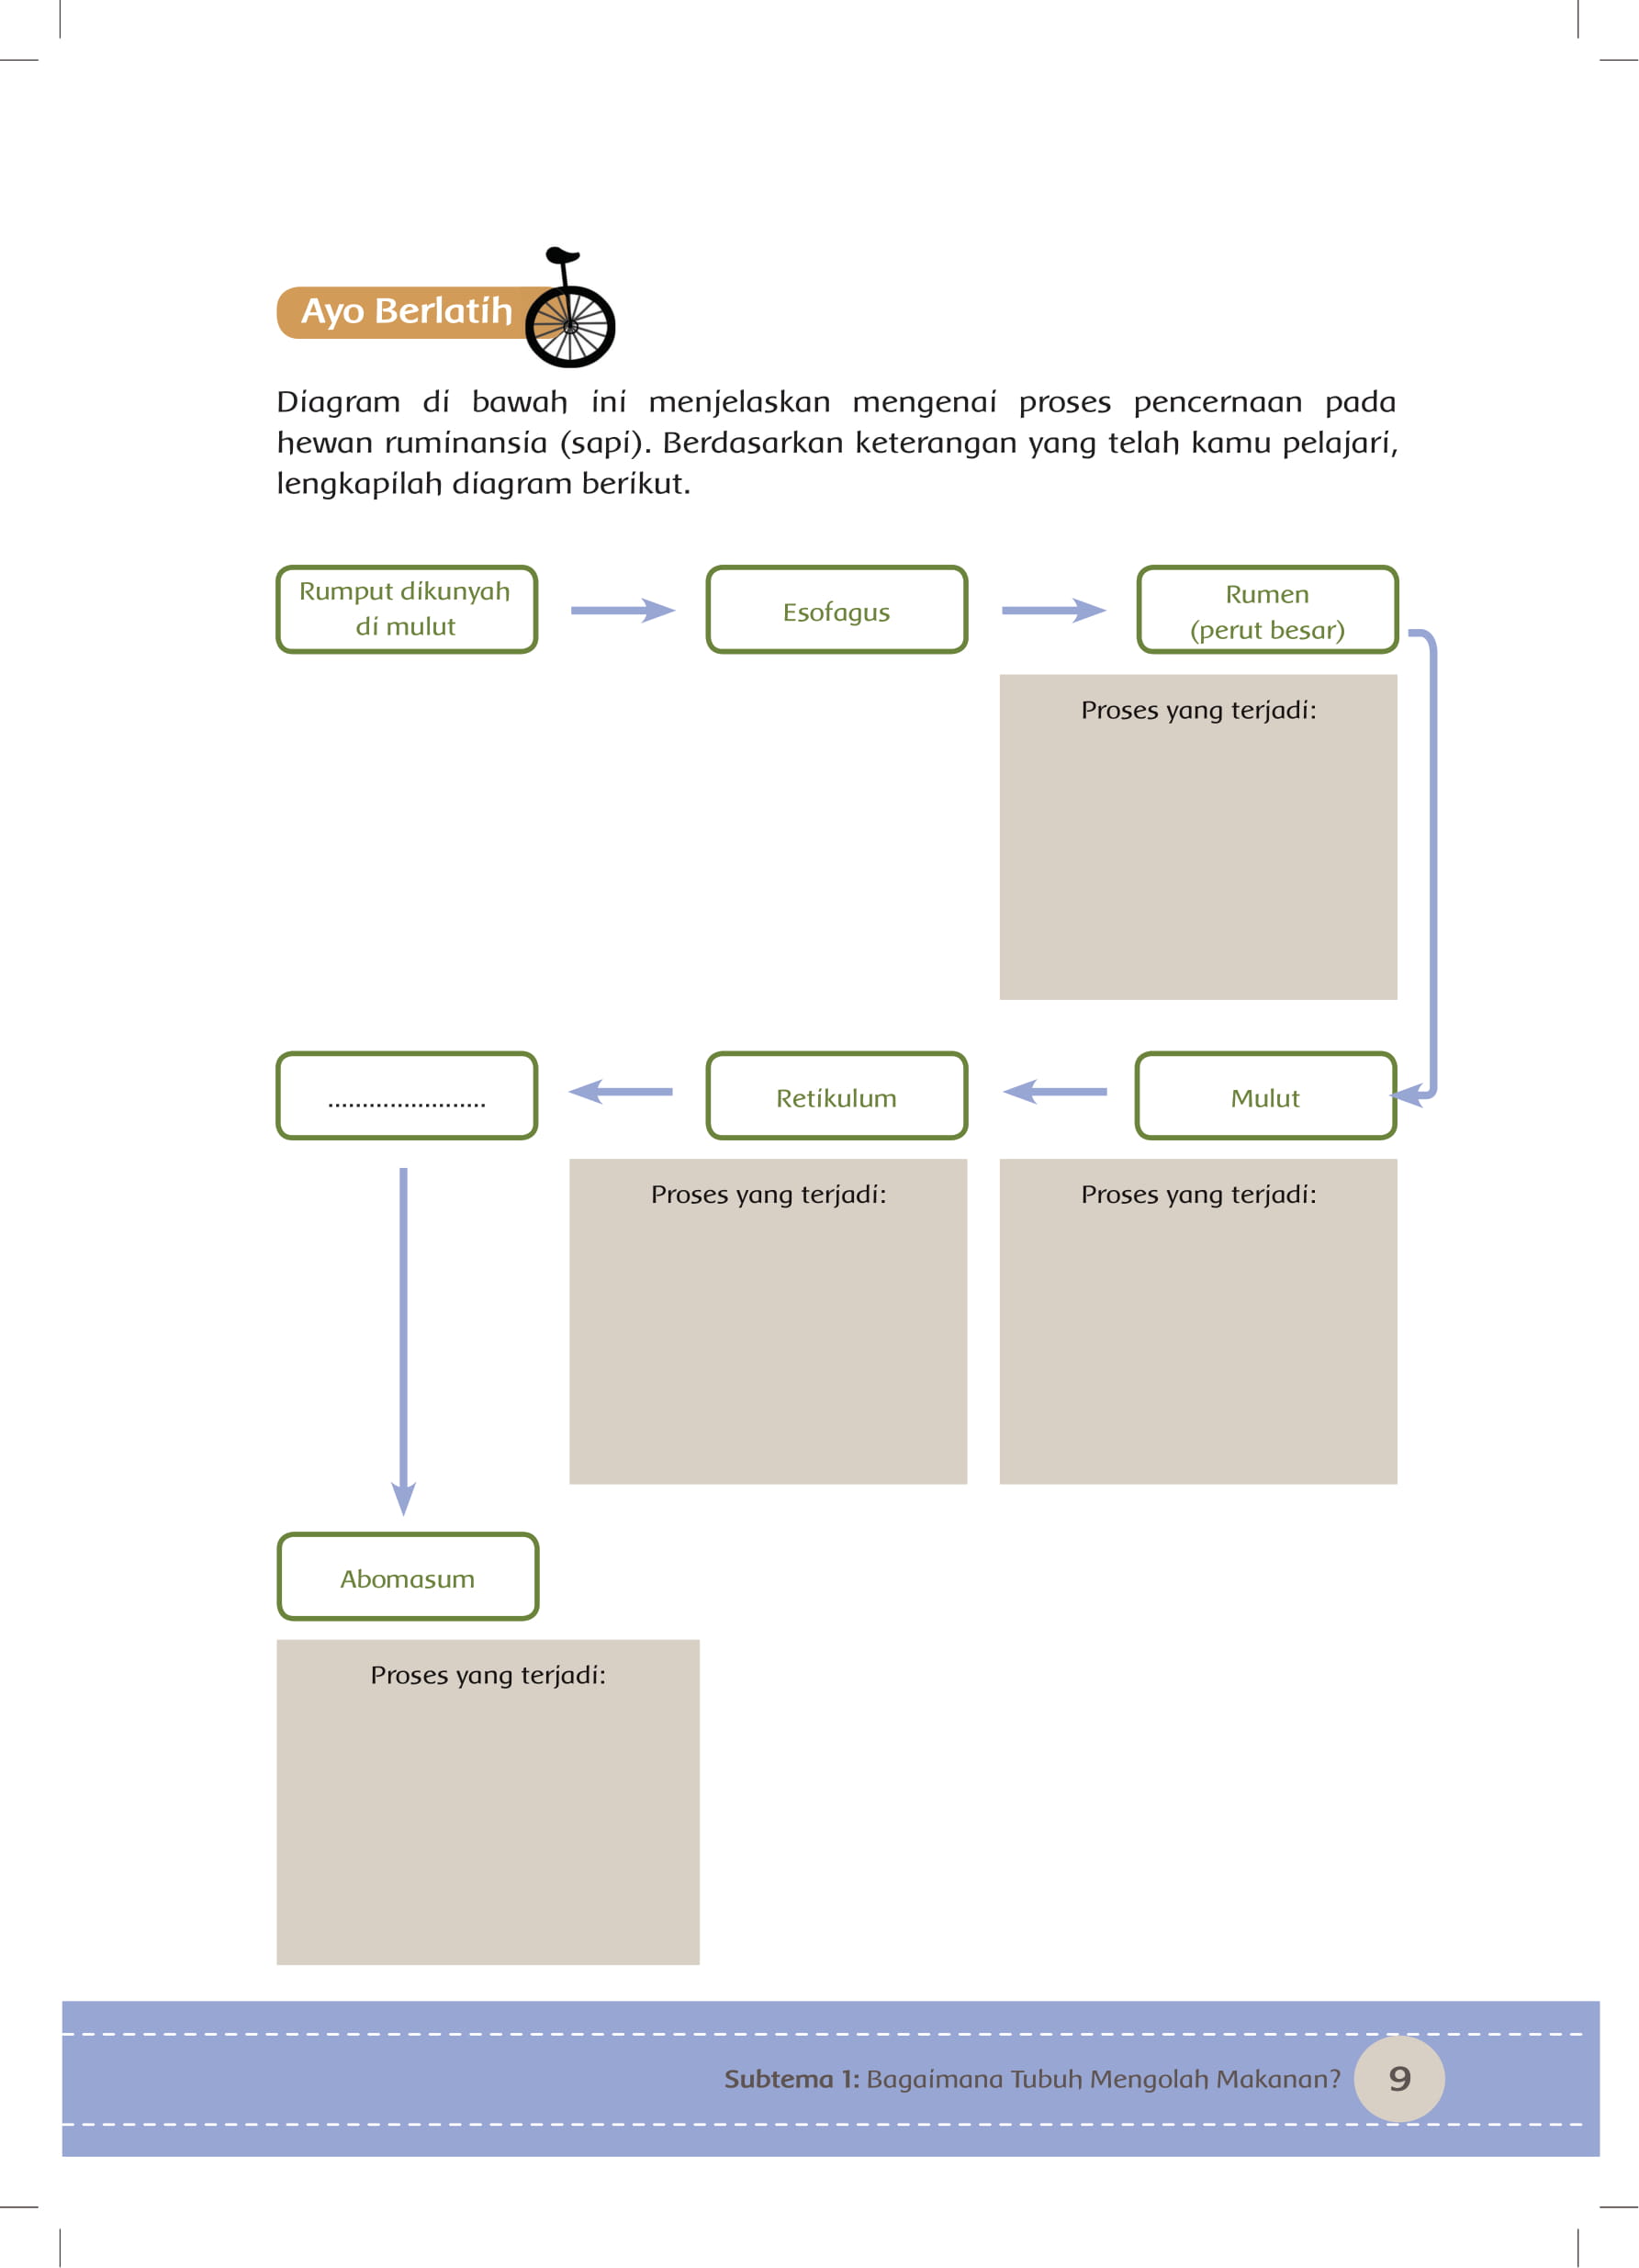 Ayo Berlatih
Diagram di bawah ini menjelaskan mengenai proses pencernaan pada
hewan ruminansia (sapi). Berdasarkan keterangan yang telah kamu pelajari,
lengkapilah diagram berikut.
Rumput dikunyah
di mulut
Esofagus
Rumen
(perut besar)
Proses yang terjadi:
.......................
Retikulum
Mulut
Proses yang terjadi:
Proses yang terjadi:
Abomasum
Proses yang terjadi:
Subtema 1: Bagaimana Tubuh Mengolah Makanan?
9